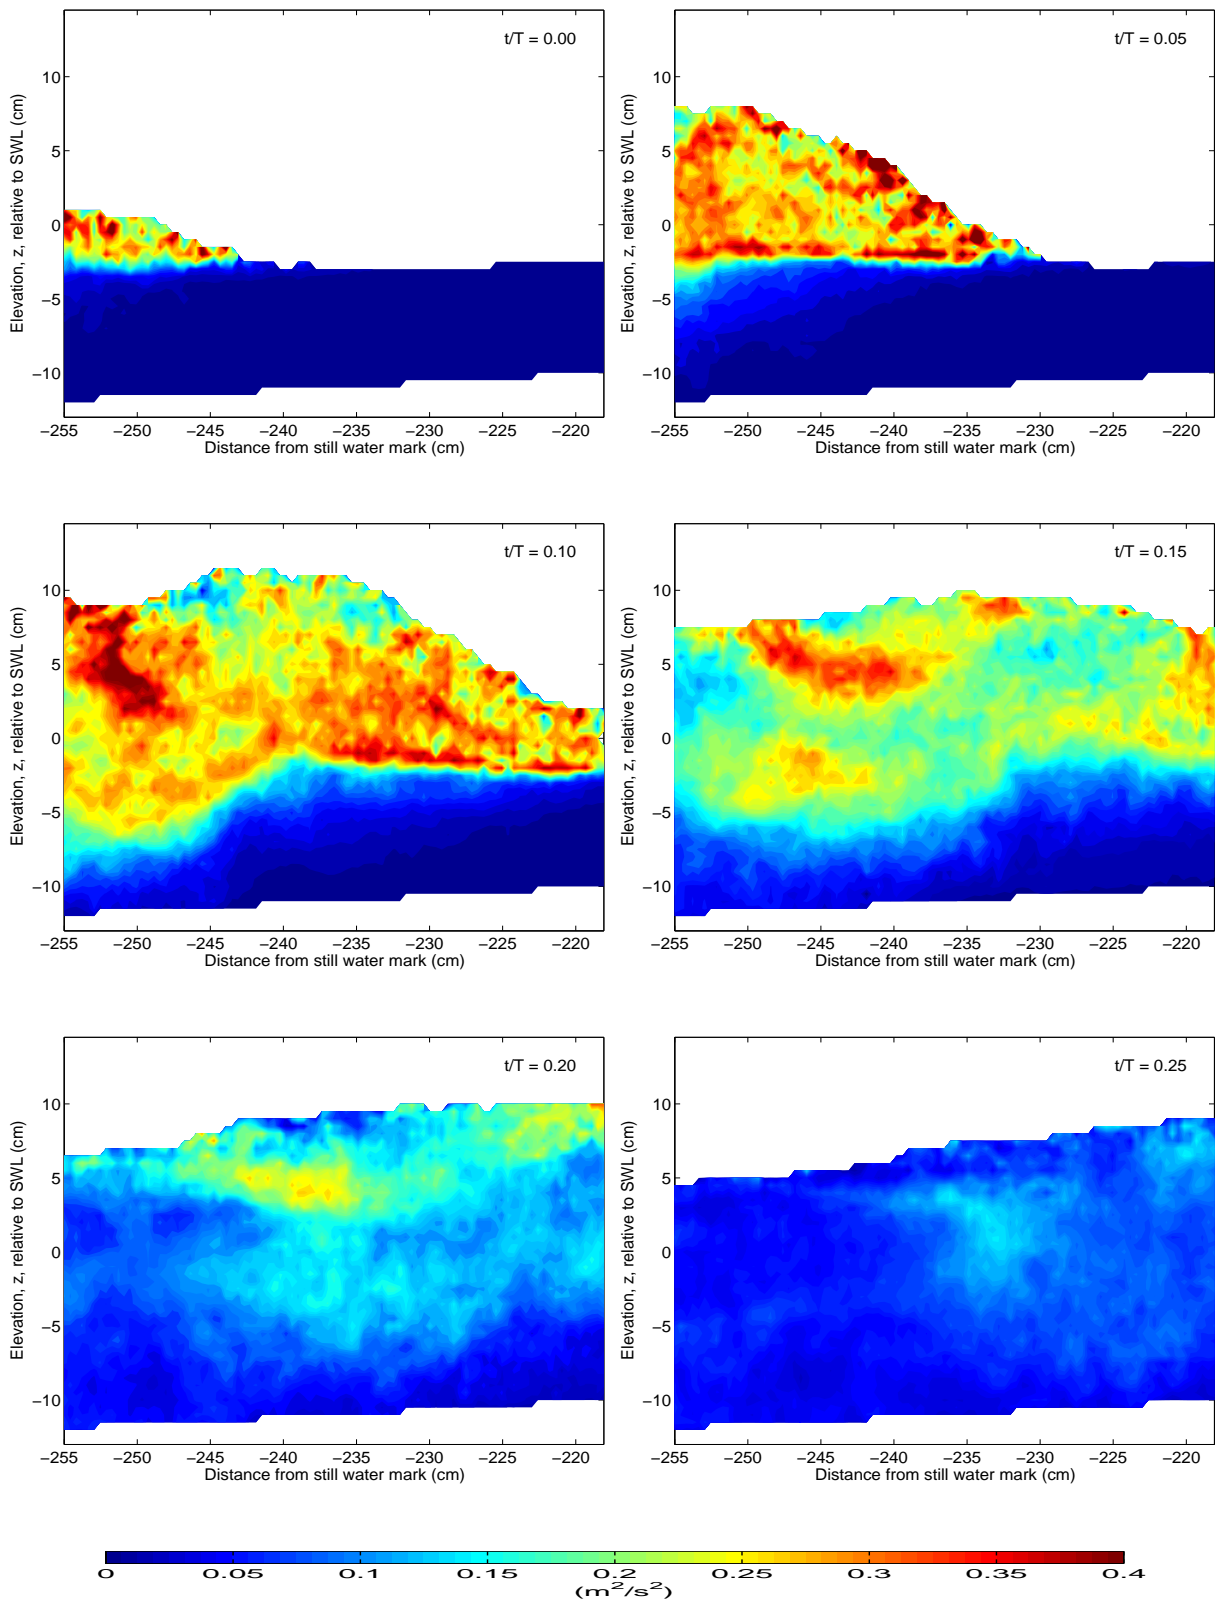 t/T = 0.00
10
5
0
−5
−10
Elevation, z, relative to SWL (cm)
−255 −250 −245 −240 −235 −230 −225 −220
Distance from still water mark (cm)
t/T = 0.05
10
5
0
−5
−10
Elevation, z, relative to SWL (cm)
−255 −250 −245 −240 −235 −230 −225 −220
Distance from still water mark (cm)
t/T = 0.10
10
5
0
−5
−10
Elevation, z, relative to SWL (cm)
−255 −250 −245 −240 −235 −230 −225 −220
Distance from still water mark (cm)
t/T = 0.15
10
5
0
−5
−10
Elevation, z, relative to SWL (cm)
−255 −250 −245 −240 −235 −230 −225 −220
Distance from still water mark (cm)
t/T = 0.20
10
5
0
−5
−10
Elevation, z, relative to SWL (cm)
−255 −250 −245 −240 −235 −230 −225 −220
Distance from still water mark (cm)
t/T = 0.25
10
5
0
−5
−10
Elevation, z, relative to SWL (cm)
−255 −250 −245 −240 −235 −230 −225 −220
Distance from still water mark (cm)
0 0.05 0.1 0.15 0.2 0.25 0.3 0.35 0.4
(m²/s²)